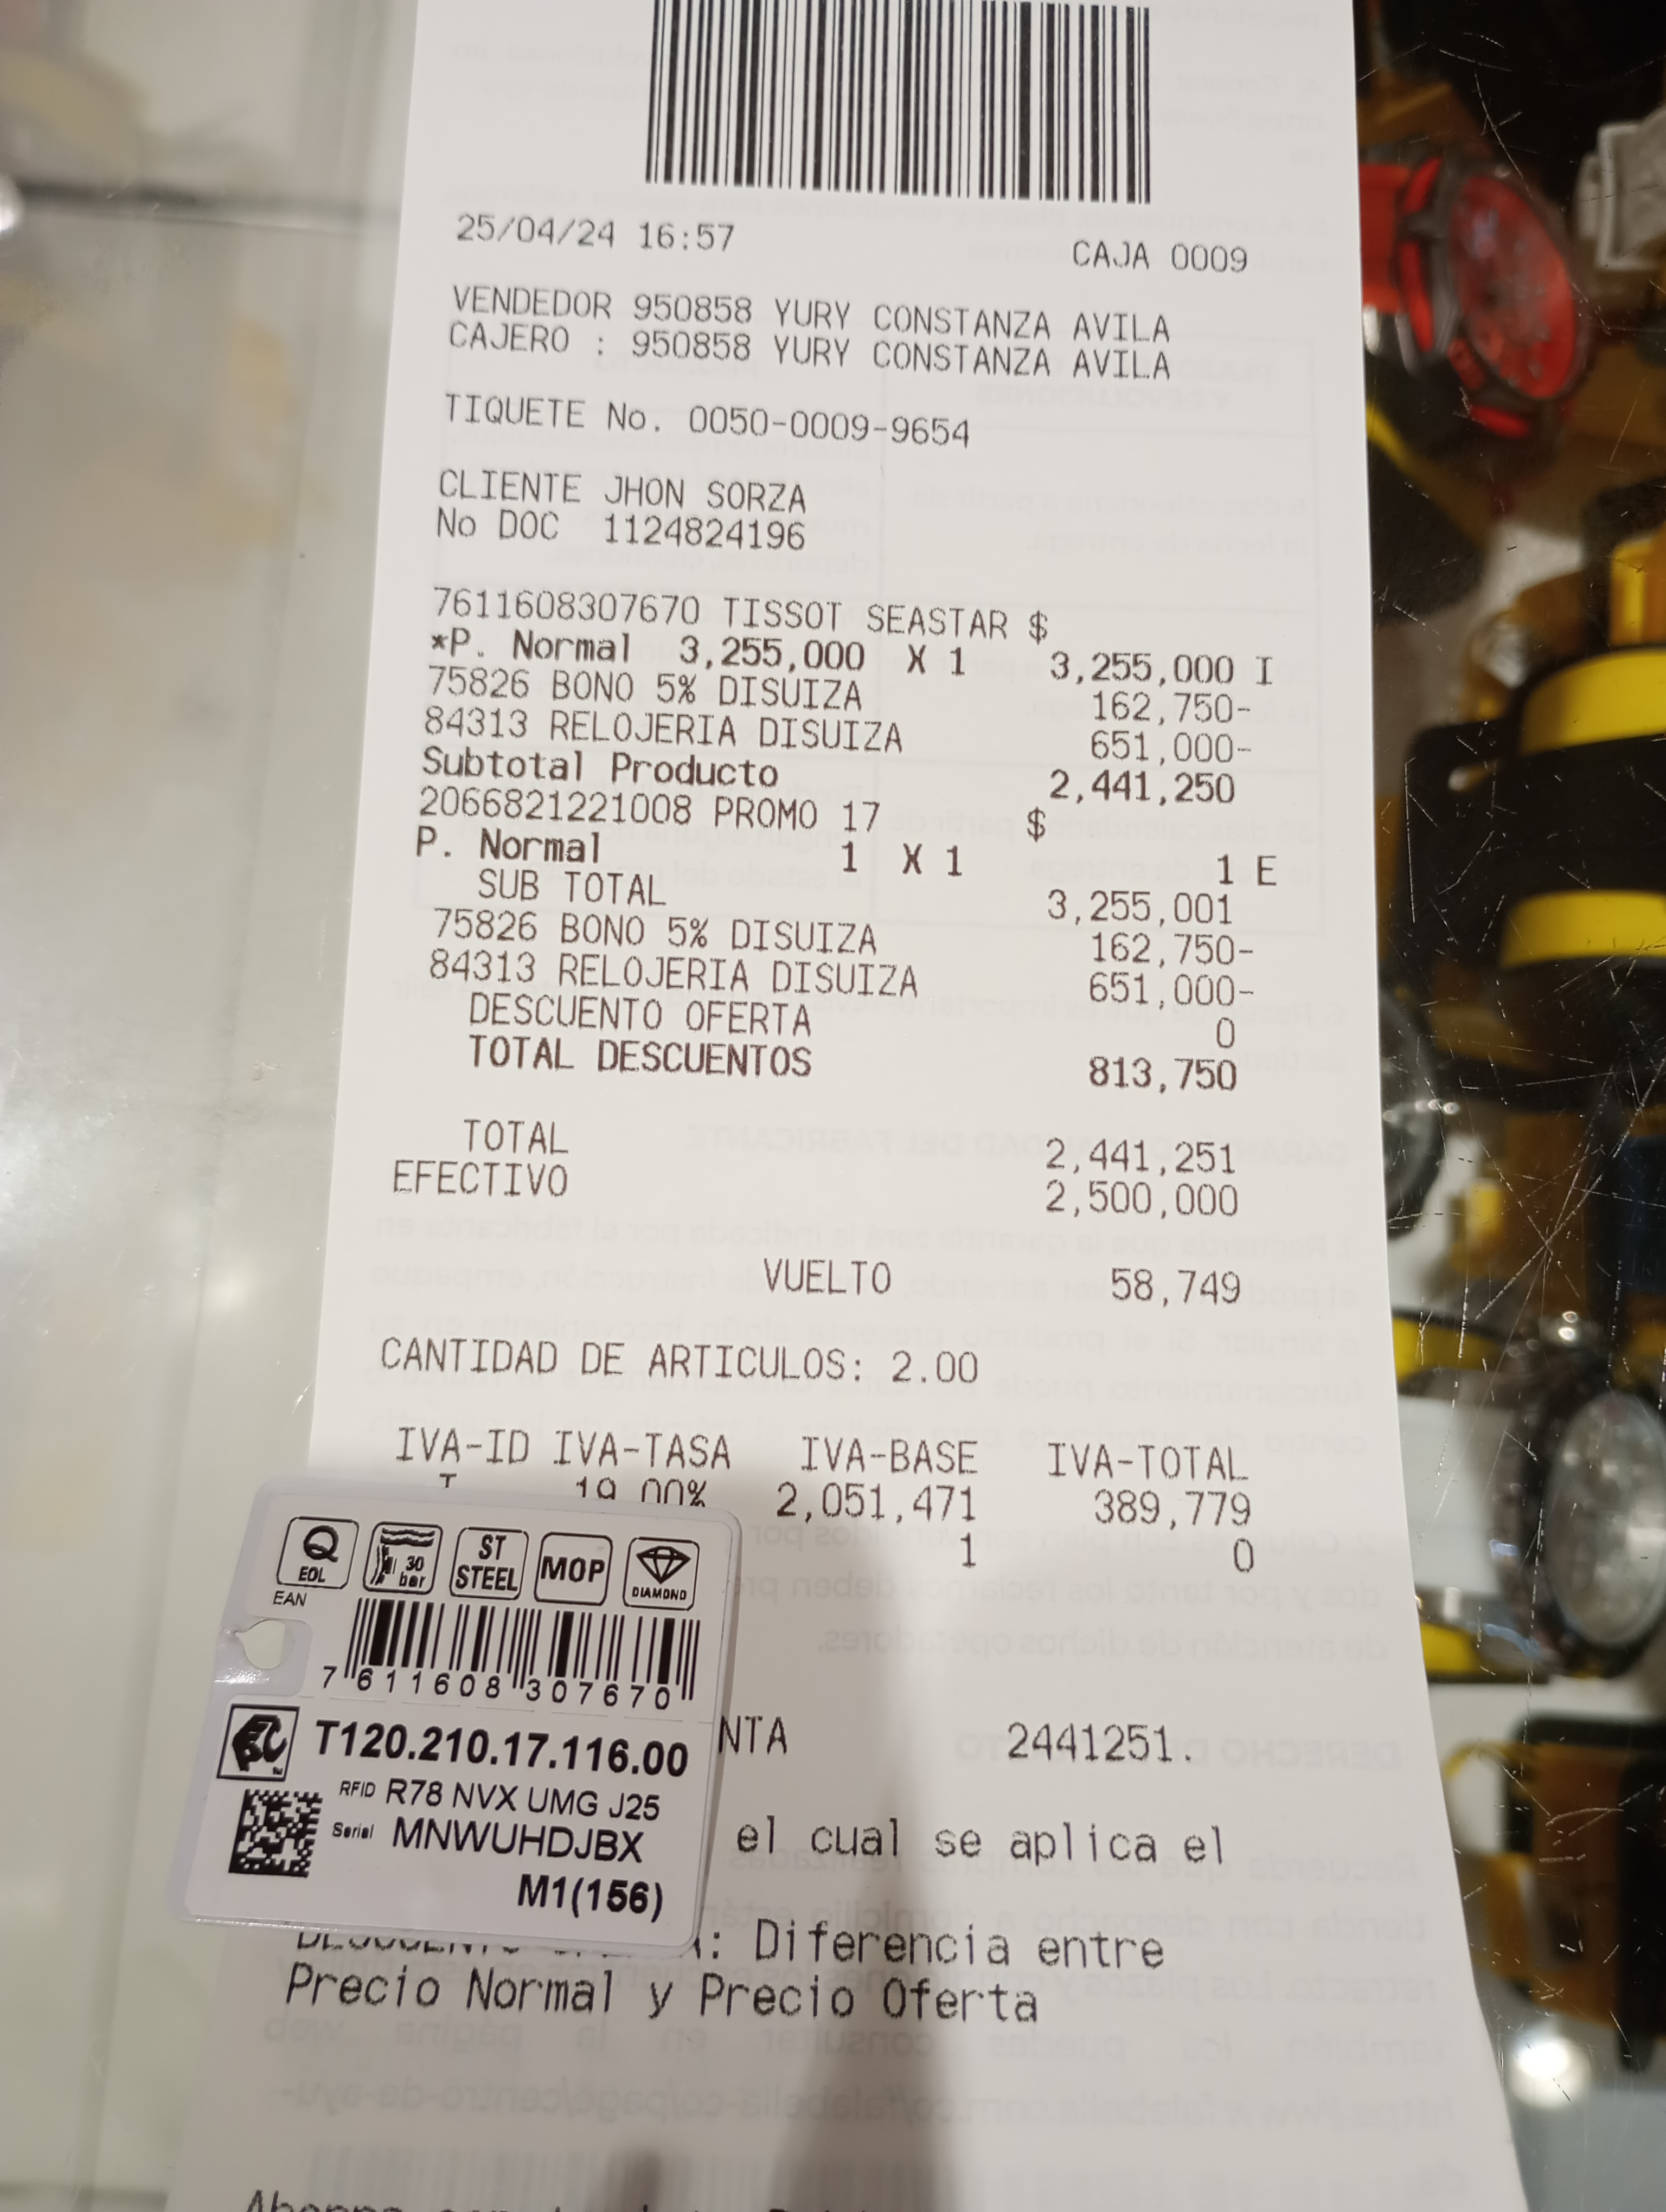 25/04/24 16:57 CAJA 0009
VENDEDOR 950858 YURY CONSTANZA AVILA
CAJERO : 950858 YURY CONSTANZA AVILA
TIQUETE No. 0050-0009-9654
CLIENTE JHON SORZA
No DOC 1124824196
7611608307670 TISSOT SEASTAR $
*P. Normal 3,255,000 X 1 3,255,000 I
75826 BONO 5% DISUIZA 162,750-
84313 RELOJERIA DISUIZA 651,000-
Subtotal Producto 2,441,250
2066821221008 PROMO 17 $
P. Normal 1 X 1 1 E
SUB TOTAL 3,255,001
75826 BONO 5% DISUIZA 162,750-
84313 RELOJERIA DISUIZA 651,000-
DESCUENTO OFERTA 0
TOTAL DESCUENTOS 813,750
TOTAL 2,441,251
EFECTIVO 2,500,000
VUELTO 58,749
CANTIDAD DE ARTICULOS: 2.00
IVA-ID IVA-TASA IVA-BASE IVA-TOTAL
19.00% 2,051,471 389,779
1 0
Q EOL 30 bar ST STEEL MOP DIAMOND
EAN
7 611608 307670
T120.210.17.116.00
RFID R78 NVX UMG J25
Serial MNWUHDJBX
M1(156)
NTA 2441251.
el cual se aplica el
: Diferencia entre
Precio Normal y Precio Oferta